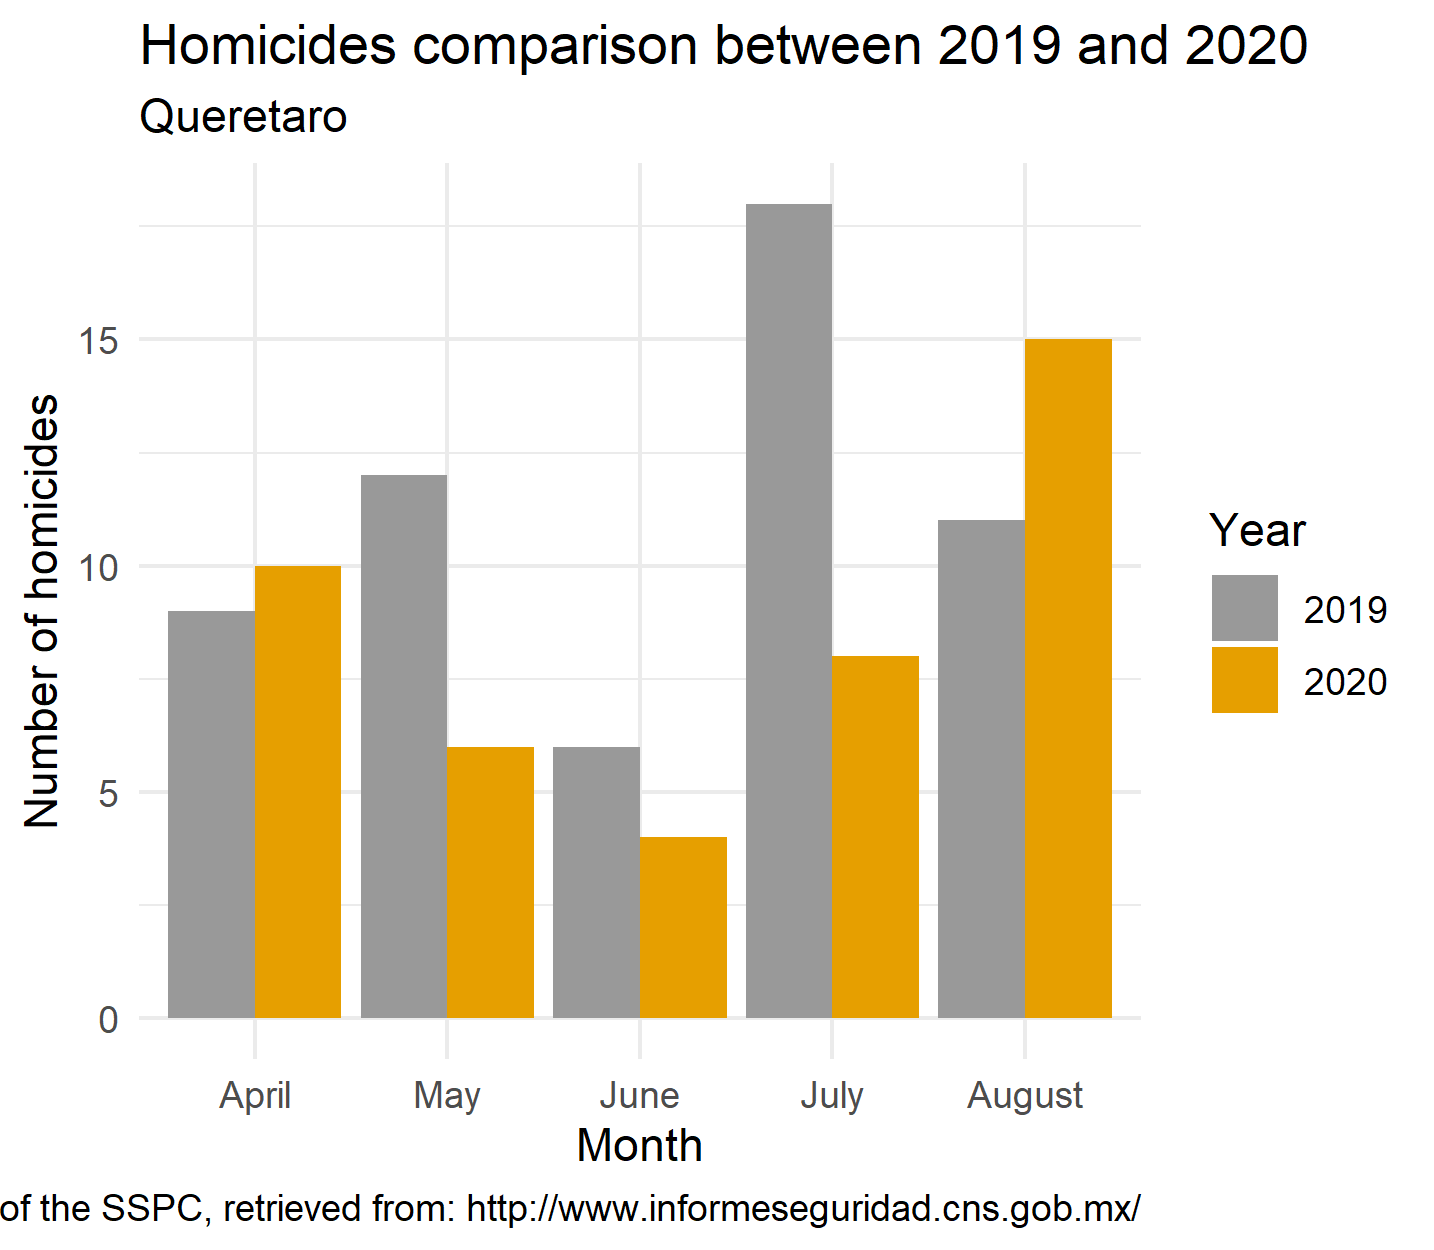 Homicides comparison between 2019 and 2020
Queretaro
Number of homicides
15
10
5
0
April May June July August
Month
Year
2019
2020
of the SSPC, retrieved from: http://www.informeseguridad.cns.gob.mx/